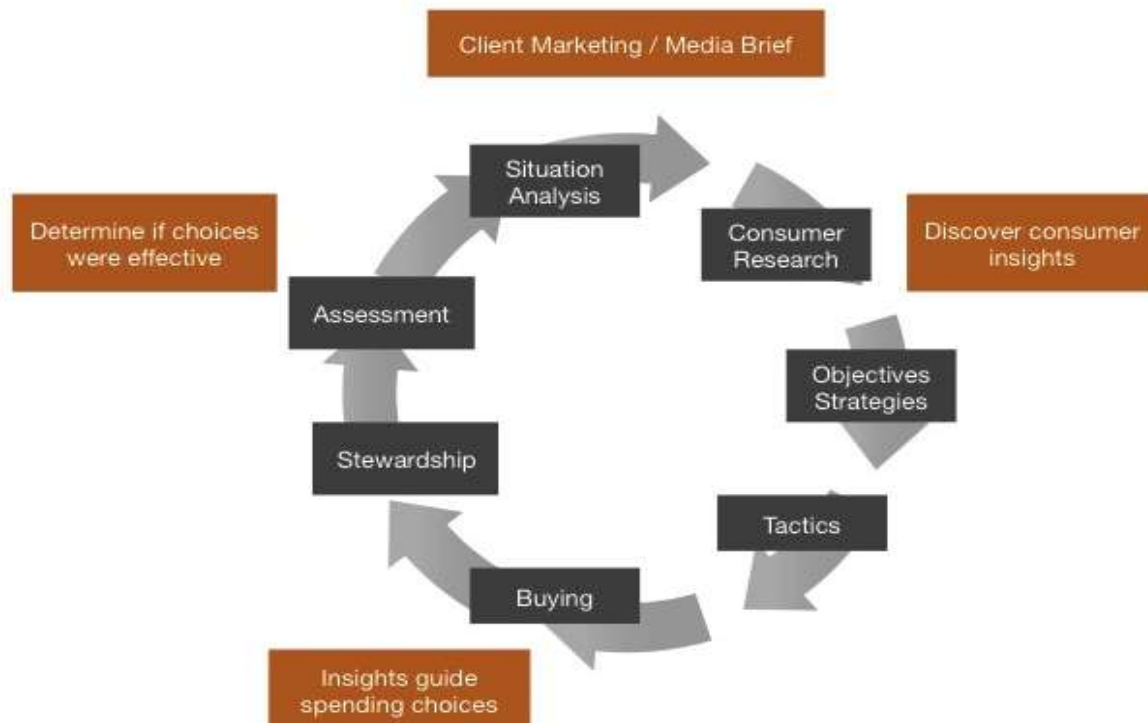 Client Marketing / Media Brief
Situation
Analysis
Determine if choices
were effective
Consumer
Research
Discover consumer
insights
Assessment
Objectives
Strategies
Stewardship
Tactics
Buying
Insights guide
spending choices